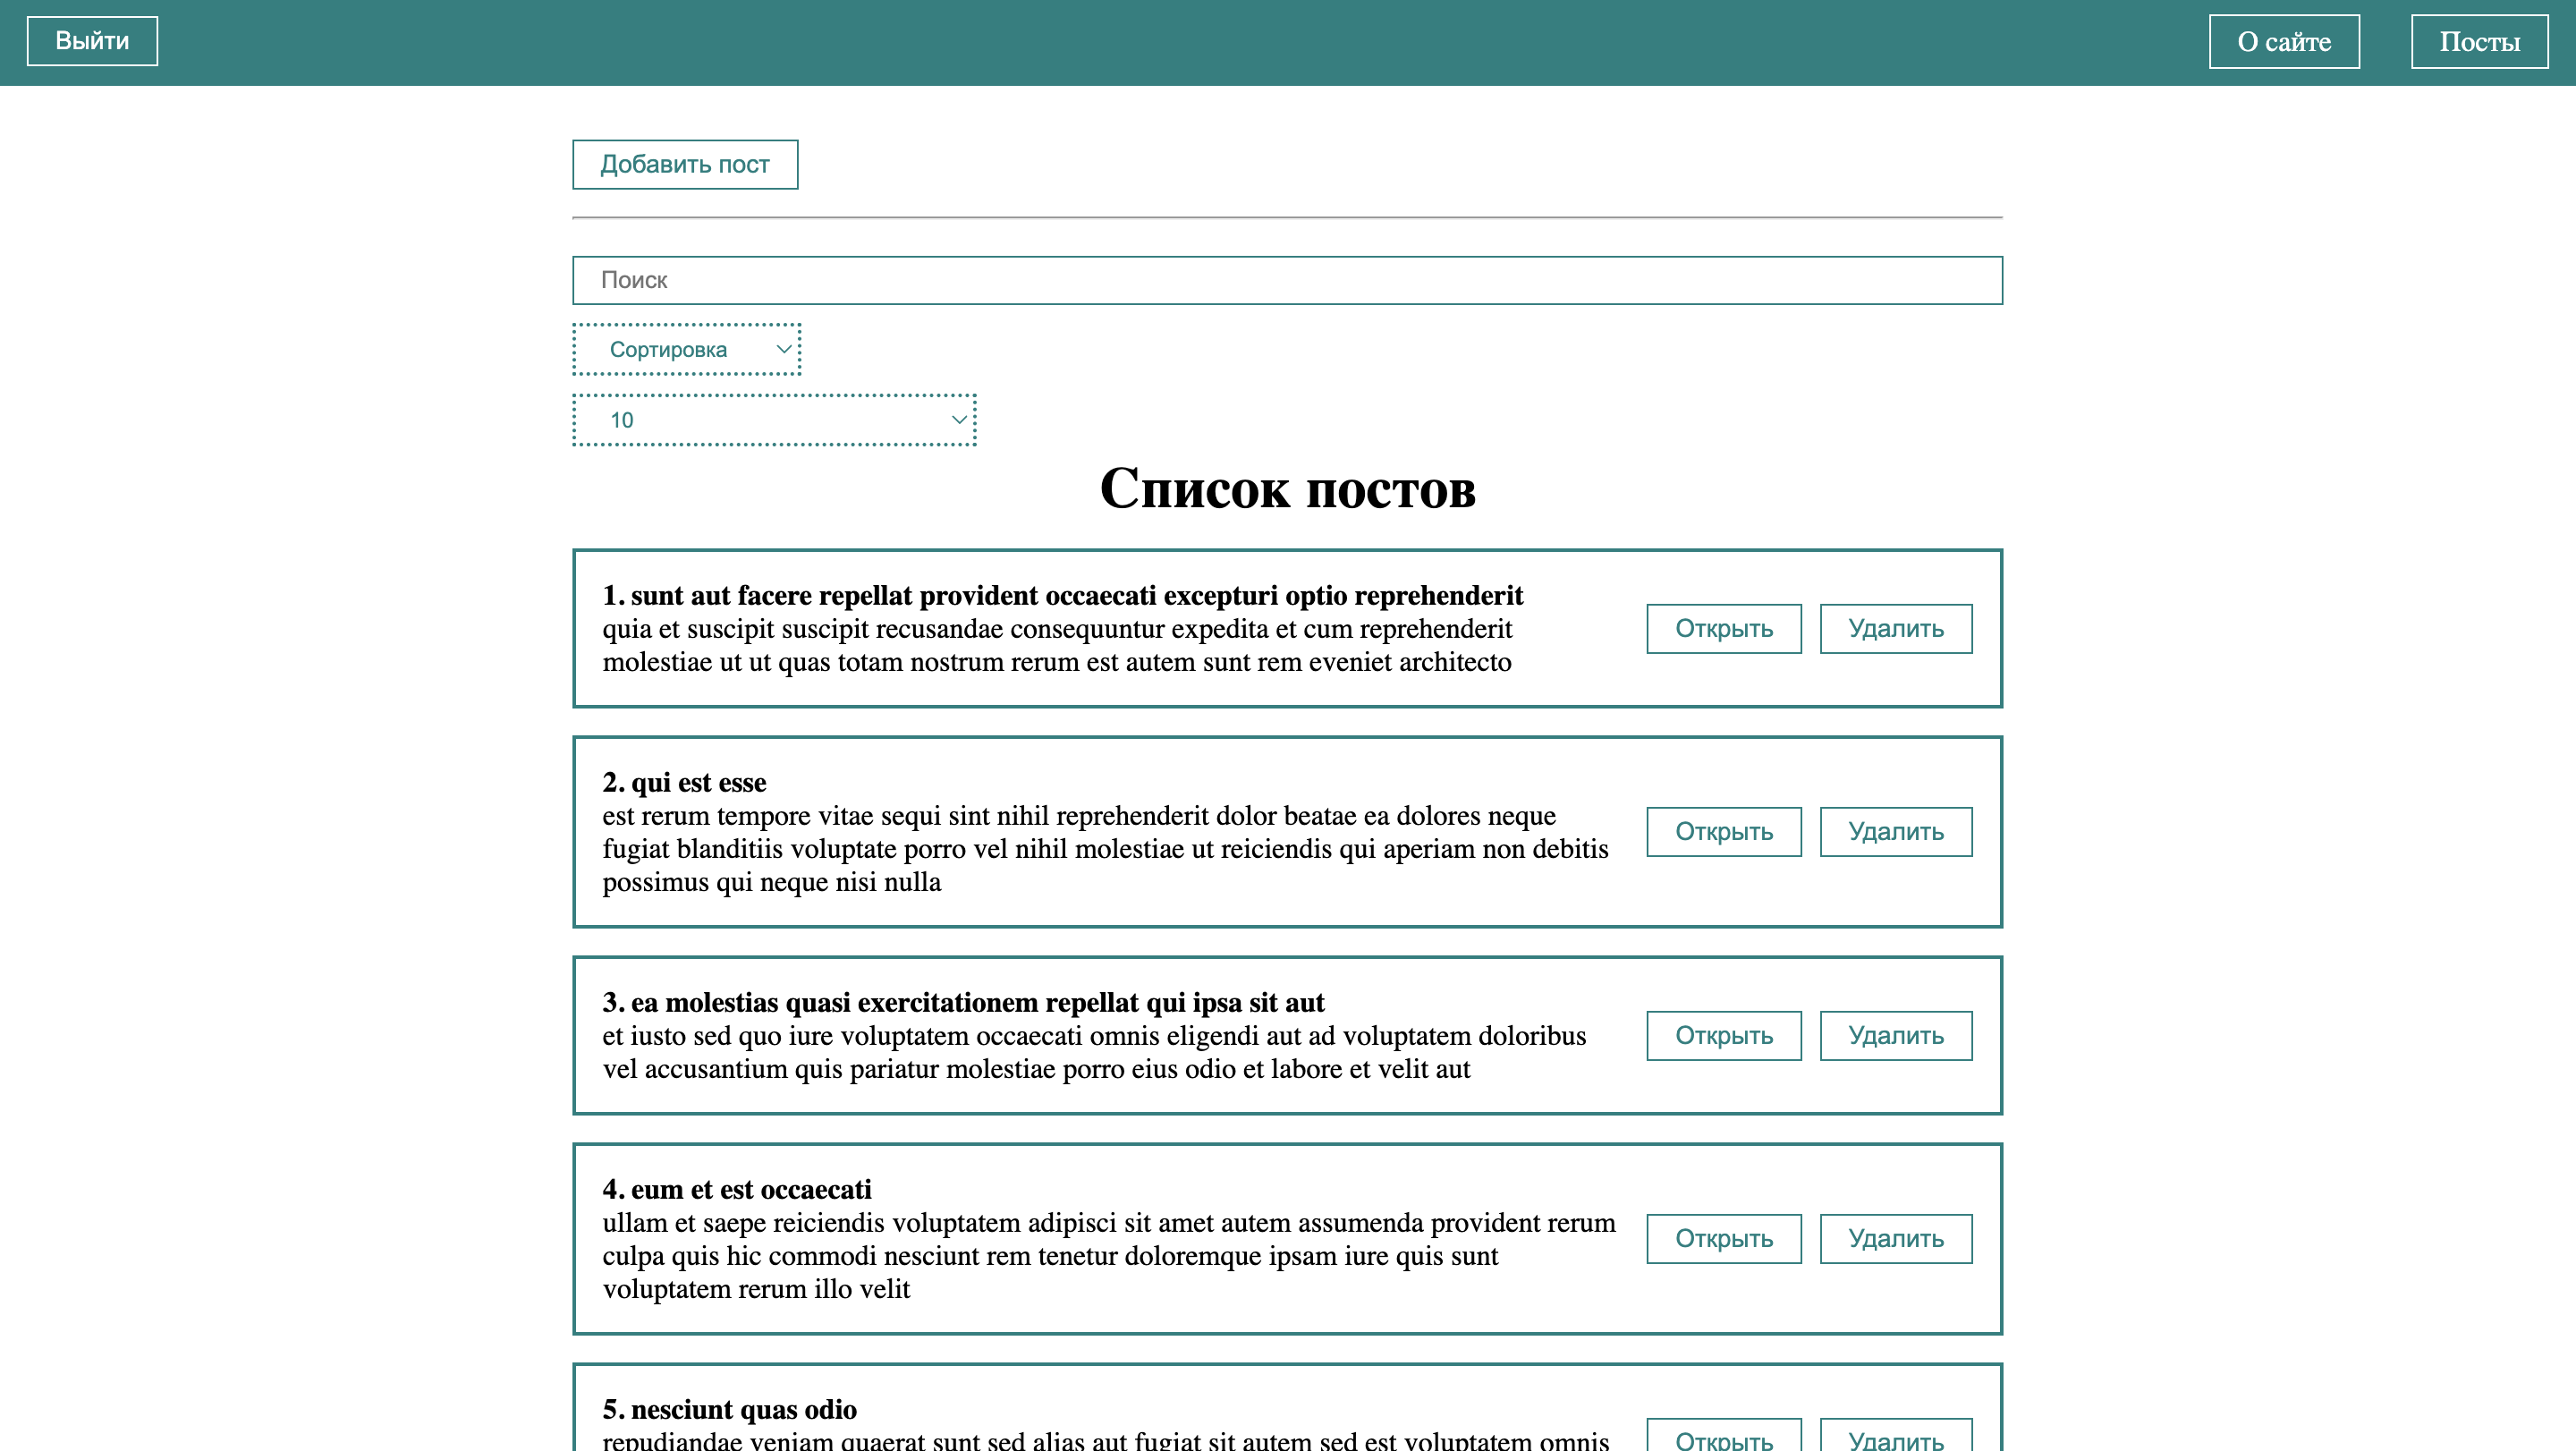 Выйти
О сайте
Посты
Добавить пост
Поиск
Сортировка
10
Список постов
1. sunt aut facere repellat provident occaecati excepturi optio reprehenderit
quia et suscipit suscipit recusandae consequuntur expedita et cum reprehenderit
molestiae ut ut quas totam nostrum rerum est autem sunt rem eveniet architecto
Открыть
Удалить
2. qui est esse
est rerum tempore vitae sequi sint nihil reprehenderit dolor beatae ea dolores neque
fugiat blanditiis voluptate porro vel nihil molestiae ut reiciendis qui aperiam non debitis
possimus qui neque nisi nulla
Открыть
Удалить
3. ea molestias quasi exercitationem repellat qui ipsa sit aut
et iusto sed quo iure voluptatem occaecati omnis eligendi aut ad voluptatem doloribus
vel accusantium quis pariatur molestiae porro eius odio et labore et velit aut
Открыть
Удалить
4. eum et est occaecati
ullam et saepe reiciendis voluptatem adipisci sit amet autem assumenda provident rerum
culpa quis hic commodi nesciunt rem tenetur doloremque ipsam iure quis sunt
voluptatem rerum illo velit
Открыть
Удалить
5. nesciunt quas odio
repudiandae veniam quaerat sunt sed alias aut fugiat sit autem sed est voluptatem omnis
Открыть
Удалить